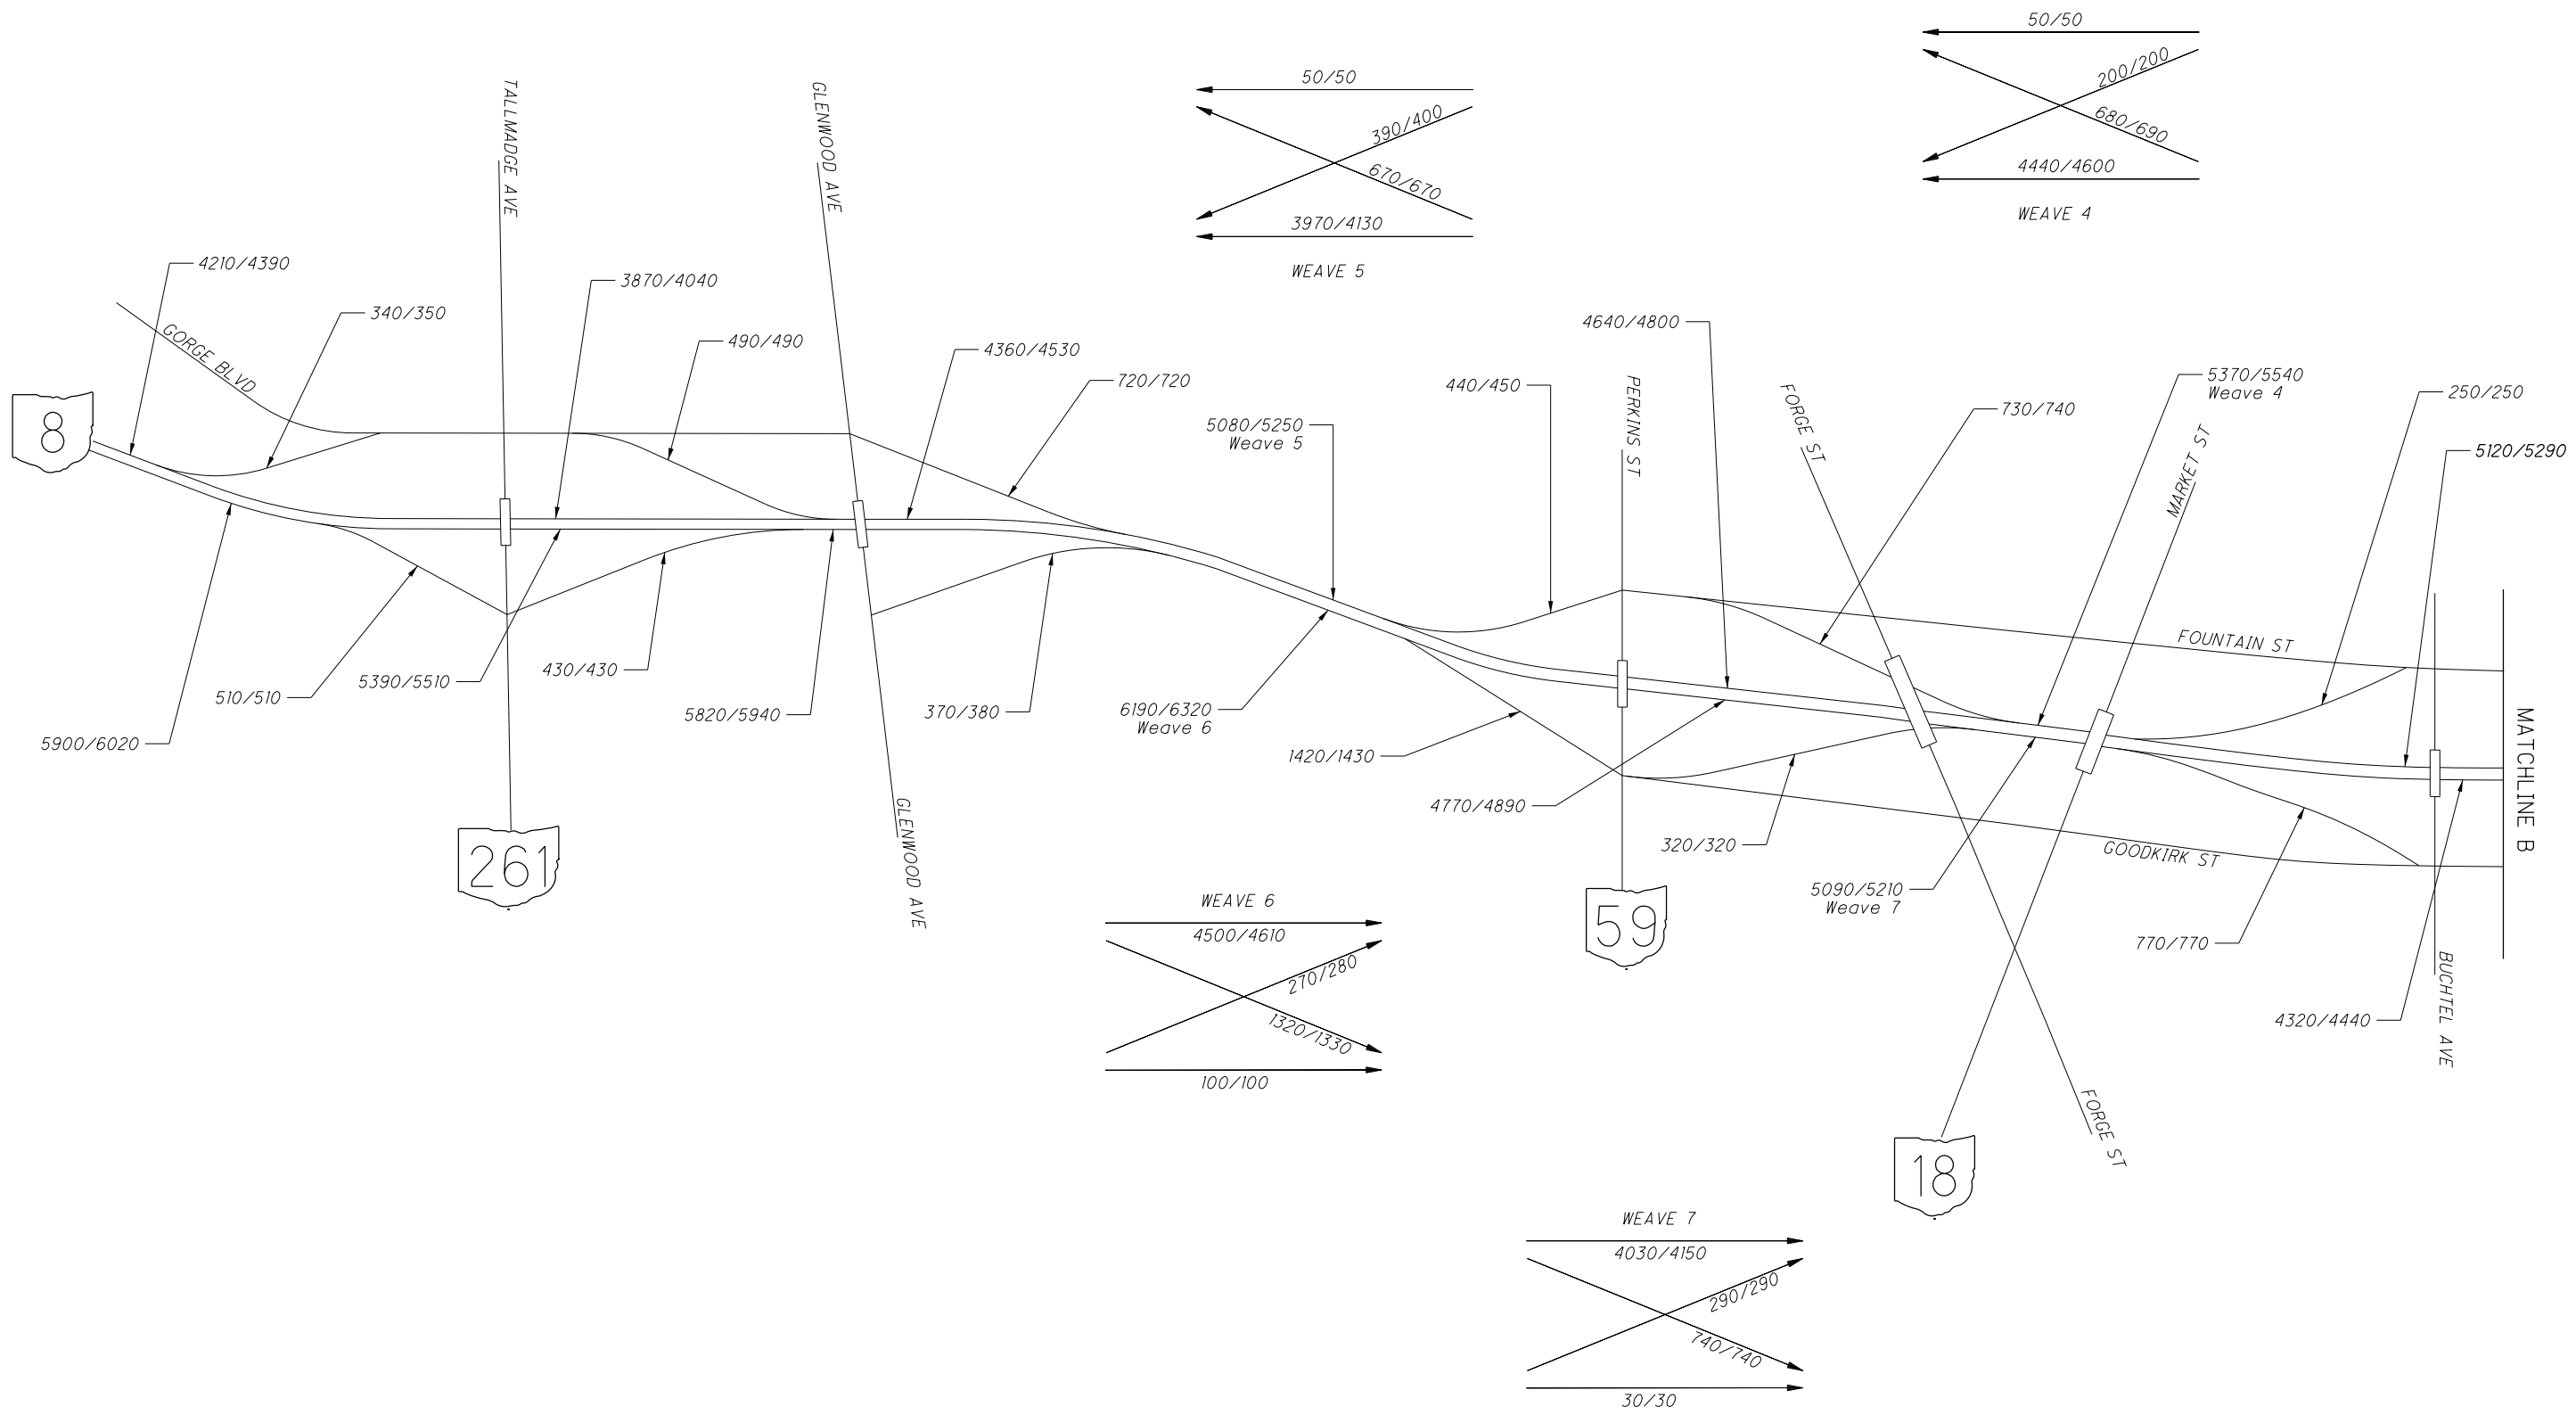 50/50
200/200
680/690
4440/4600
WEAVE 4
50/50
390/400
670/670
3970/4130
WEAVE 5
TALLMADGE AVE
GLENWOOD AVE
4210/4390
3870/4040
340/350
490/490
4360/4530
720/720
GORGE BLVD
8
5080/5250
Weave 5
440/450
4640/4800
PERKINS ST
FORGE ST
730/740
MARKET ST
5370/5540
Weave 4
250/250
5120/5290
FOUNTAIN ST
5900/6020
510/510
5390/5510
430/430
5820/5940
370/380
6190/6320
Weave 6
1420/1430
4770/4890
320/320
5090/5210
Weave 7
GOODKIRK ST
770/770
4320/4440
MATCHLINE B
BUCHTEL AVE
261
GLENWOOD AVE
59
18
FORGE ST
WEAVE 6
4500/4610
270/280
1320/1330
100/100
WEAVE 7
4030/4150
290/290
740/740
30/30